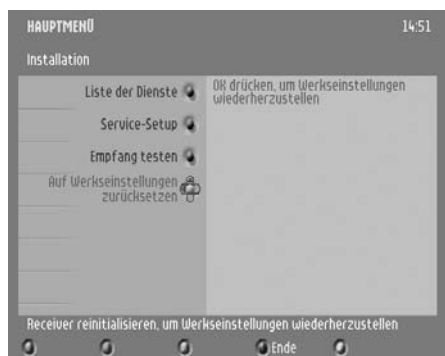 HAUPTMENÜ 14:51
Installation
Liste der Dienste
OK drücken, um Werkseinstellungen
wiederherzustellen
Service-Setup
Empfang testen
Auf Werkseinstellungen
zurücksetzen
Receiver reinitialisieren, um Werkseinstellungen wiederherzustellen
Ende